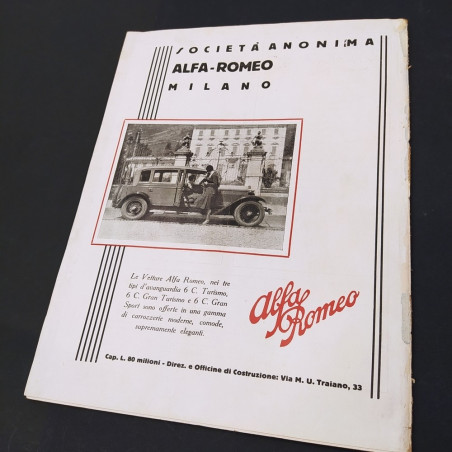 SOCIETÀ ANONIMA
ALFA-ROMEO
MILANO
Le Vetture Alfa Romeo, nei tre
tipi d'avanguardia 6 C. Turismo,
6 C. Gran Turismo e 6 C. Gran
Sport sono offerte in una gamma
di carrozzerie moderne, comode,
supremamente eleganti.
Alfa
Romeo
Cap. L. 80 milioni - Direz. e Officine di Costruzione: Via M. U. Traiano, 33